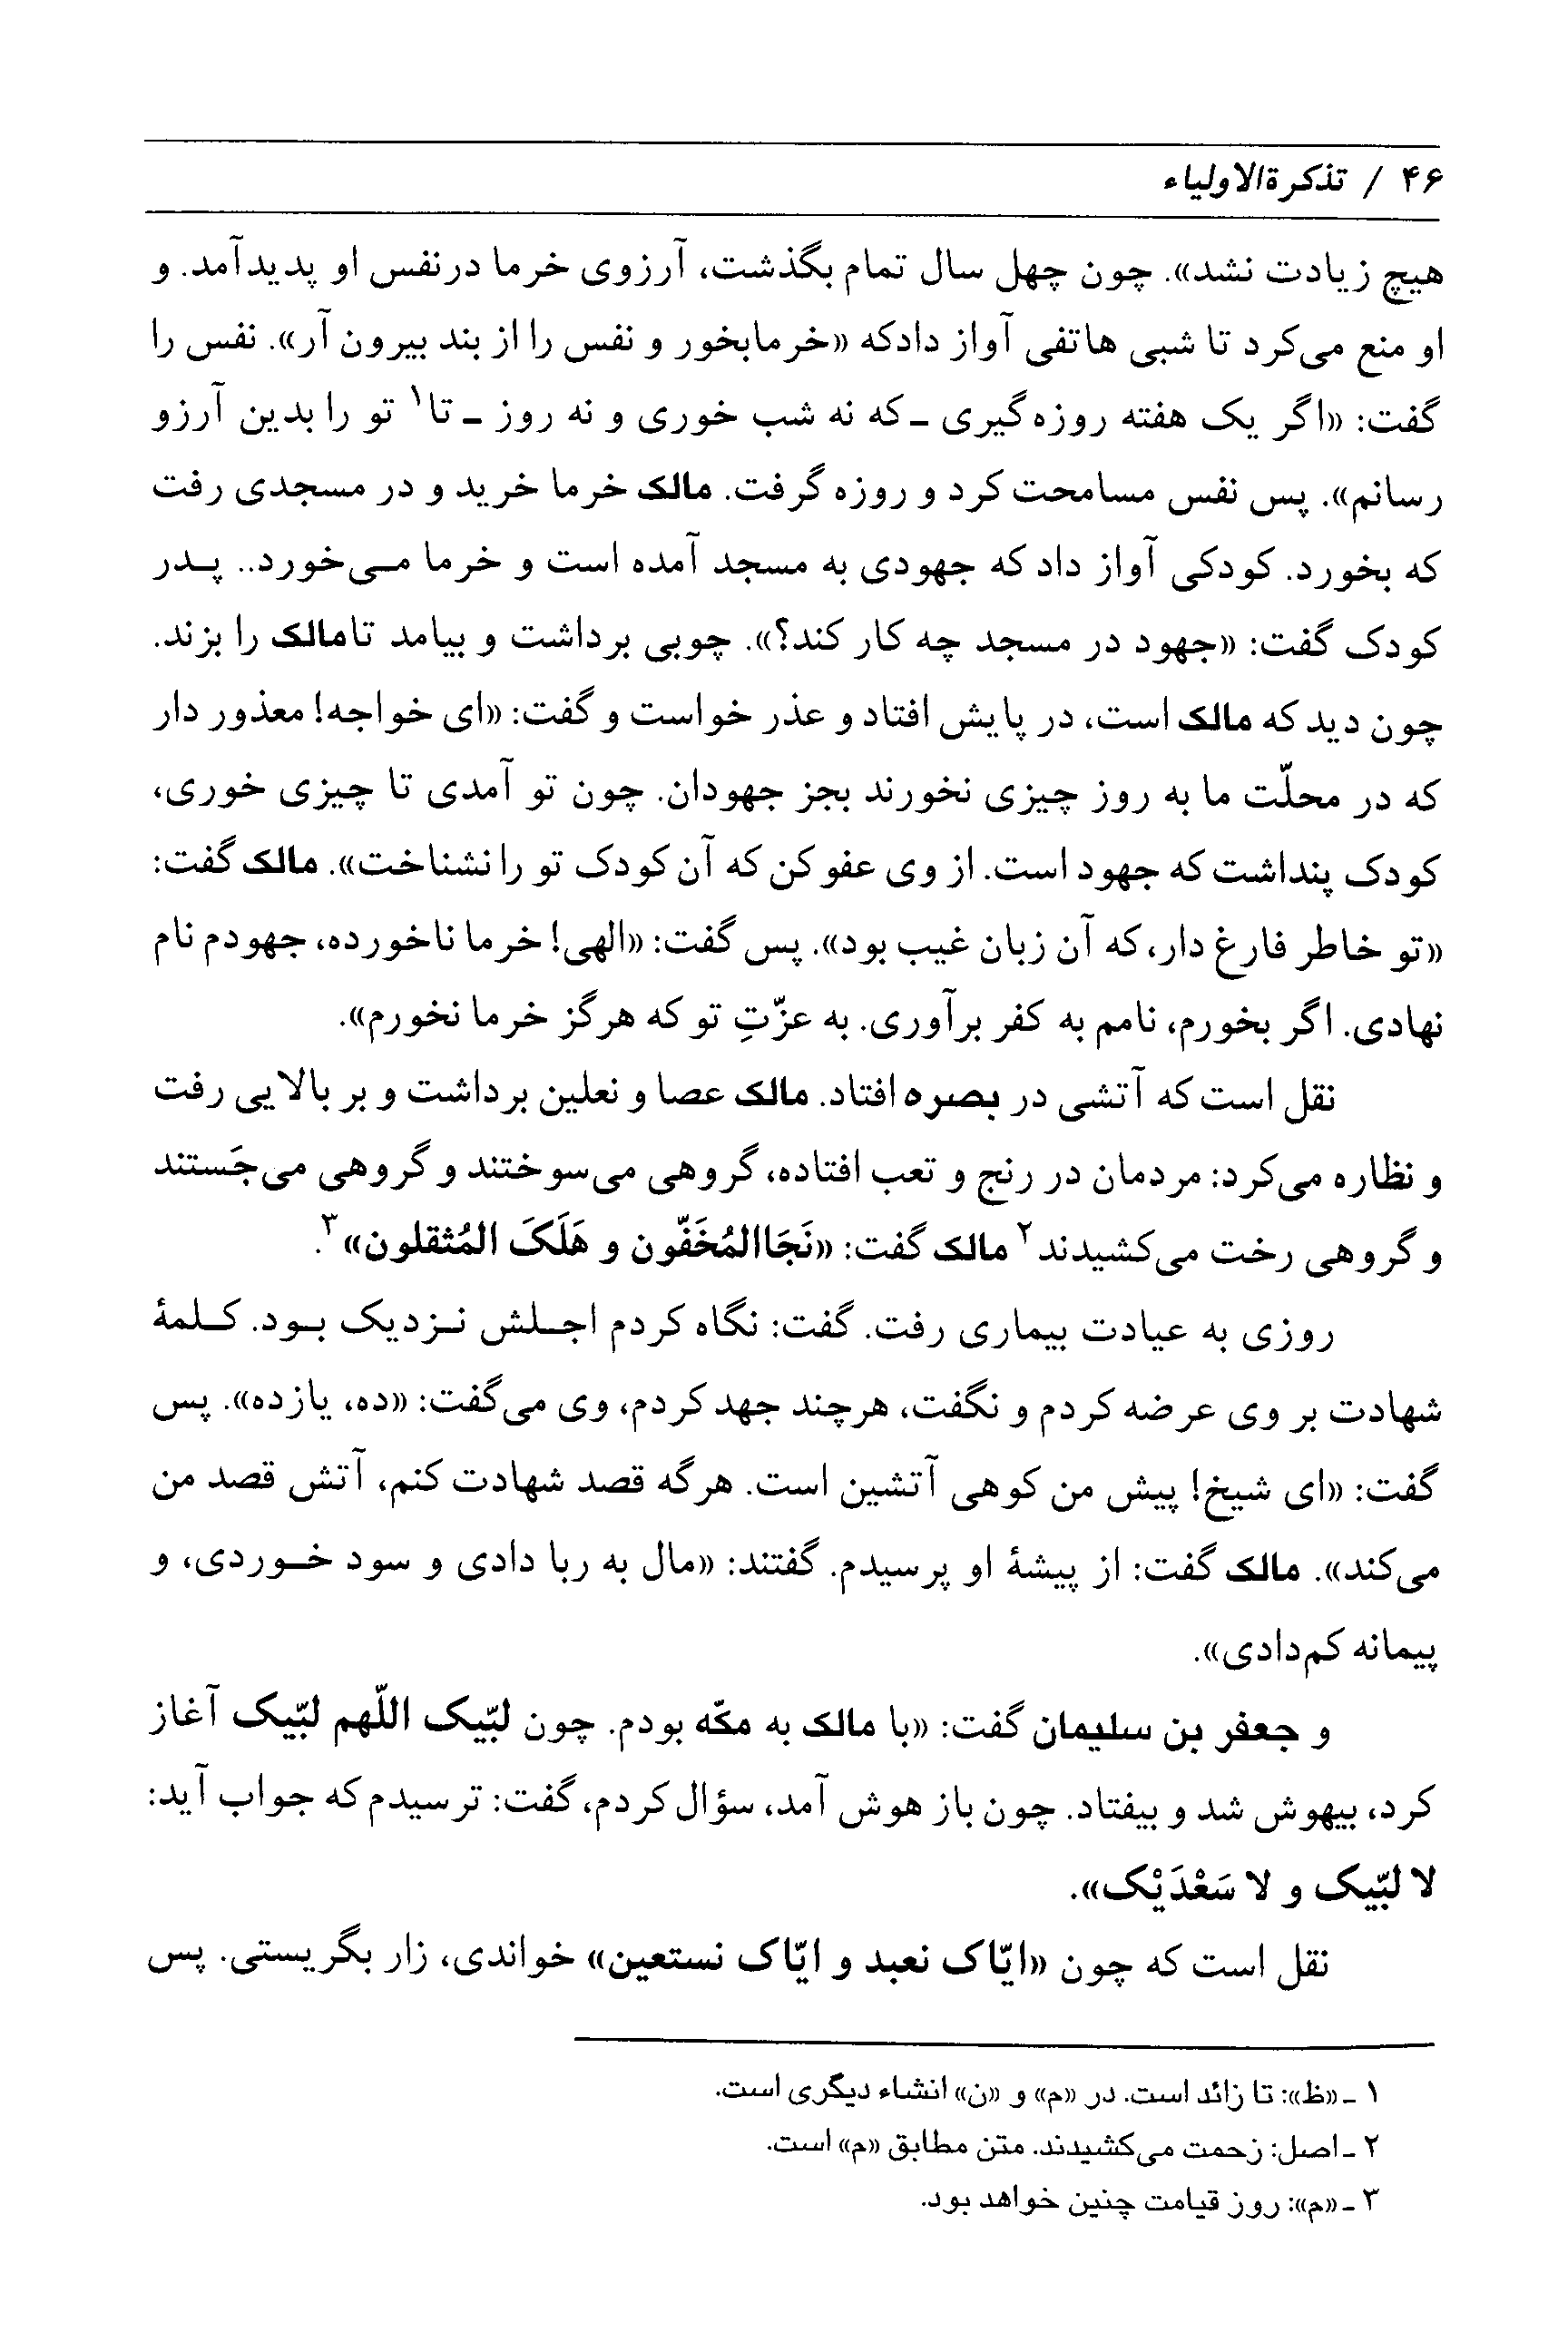 ۴۶ / تذکرةالاولیاء
هیچ زیادت نشد». چون چهل سال تمام بگذشت، آرزوی خرما درنفس او پدیدآمد. و
او منع می‌کرد تا شبی هاتفی آواز دادکه «خرمابخور و نفس را از بند بیرون آر». نفس را
گفت: «اگر یک هفته روزه‌گیری ـ که نه شب خوری و نه روز ـ تا۱ تو را بدین آرزو
رسانم». پس نفس مسامحت کرد و روزه گرفت. مالک خرما خرید و در مسجدی رفت
که بخورد. کودکی آواز داد که جهودی به مسجد آمده است و خرما مـی‌خورد.. پـدر
کودک گفت: «جهود در مسجد چه کار کند؟». چوبی برداشت و بیامد تامالک را بزند.
چون دید که مالک است، در پایش افتاد و عذر خواست و گفت: «ای خواجه! معذور دار
که در محلّت ما به روز چیزی نخورند بجز جهودان. چون تو آمدی تا چیزی خوری،
کودک پنداشت که جهود است. از وی عفو کن که آن کودک تو را نشناخت». مالک گفت:
«تو خاطر فارغ دار، که آن زبان غیب بود». پس گفت: «الهی! خرما ناخورده، جهودم نام
نهادی. اگر بخورم، نامم به کفر برآوری. به عزّتِ تو که هرگز خرما نخورم».
نقل است که آتشی در بصره افتاد. مالک عصا و نعلین برداشت و بر بالایی رفت
و نظاره می‌کرد: مردمان در رنج و تعب افتاده، گروهی می‌سوختند و گروهی می‌جَستند
و گروهی رخت می‌کشیدند۲ مالک گفت: «نَجَاالمُخَفّون و هَلَکَ المُثقلون»۳.
روزی به عیادت بیماری رفت. گفت: نگاه کردم اجـلش نـزدیک بـود. کـلمهٔ
شهادت بر وی عرضه کردم و نگفت، هرچند جهد کردم، وی می‌گفت: «ده، یازده». پس
گفت: «ای شیخ! پیش من کوهی آتشین است. هرگه قصد شهادت کنم، آتش قصد من
می‌کند». مالک گفت: از پیشهٔ او پرسیدم. گفتند: «مال به ربا دادی و سود خـوردی، و
پیمانه کم‌دادی».
و جعفر بن سلیمان گفت: «با مالک به مکّه بودم. چون لبّیک اللّهم لبّیک آغاز
کرد، بیهوش شد و بیفتاد. چون باز هوش آمد، سؤال کردم، گفت: ترسیدم که جواب آید:
لا لبّیک و لا سَعْدَیْک».
نقل است که چون «ایّاک نعبد و ایّاک نستعین» خواندی، زار بگریستی. پس
۱ ـ «ظ»: تا زائد است. در «م» و «ن» انشاء دیگری است.
۲ ـ اصل: زحمت می‌کشیدند. متن مطابق «م» است.
۳ ـ «م»: روز قیامت چنین خواهد بود.